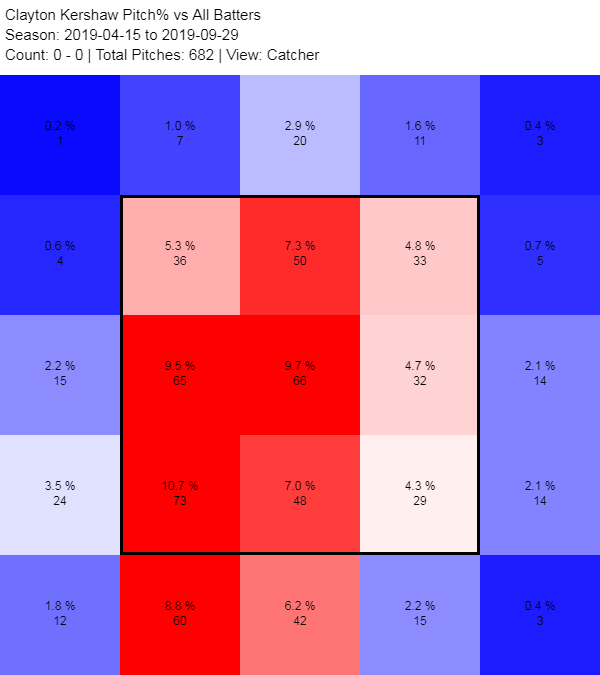 Clayton Kershaw Pitch% vs All Batters
Season: 2019-04-15 to 2019-09-29
Count: 0 - 0 | Total Pitches: 682 | View: Catcher
0.2 % 1.0 % 2.9 % 1.6 % 0.4 %
1 7 20 11 3
0.6 % 5.3 % 7.3 % 4.8 % 0.7 %
4 36 50 33 5
2.2 % 9.5 % 9.7 % 4.7 % 2.1 %
15 65 66 32 14
3.5 % 10.7 % 7.0 % 4.3 % 2.1 %
24 73 48 29 14
1.8 % 8.8 % 6.2 % 2.2 % 0.4 %
12 60 42 15 3